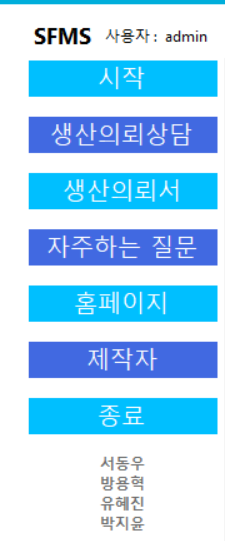 SFMS 사용자 : admin
시작
생산의뢰상담
생산의뢰서
자주하는 질문
홈페이지
제작자
종료
서동우
방용혁
유혜진
박지윤